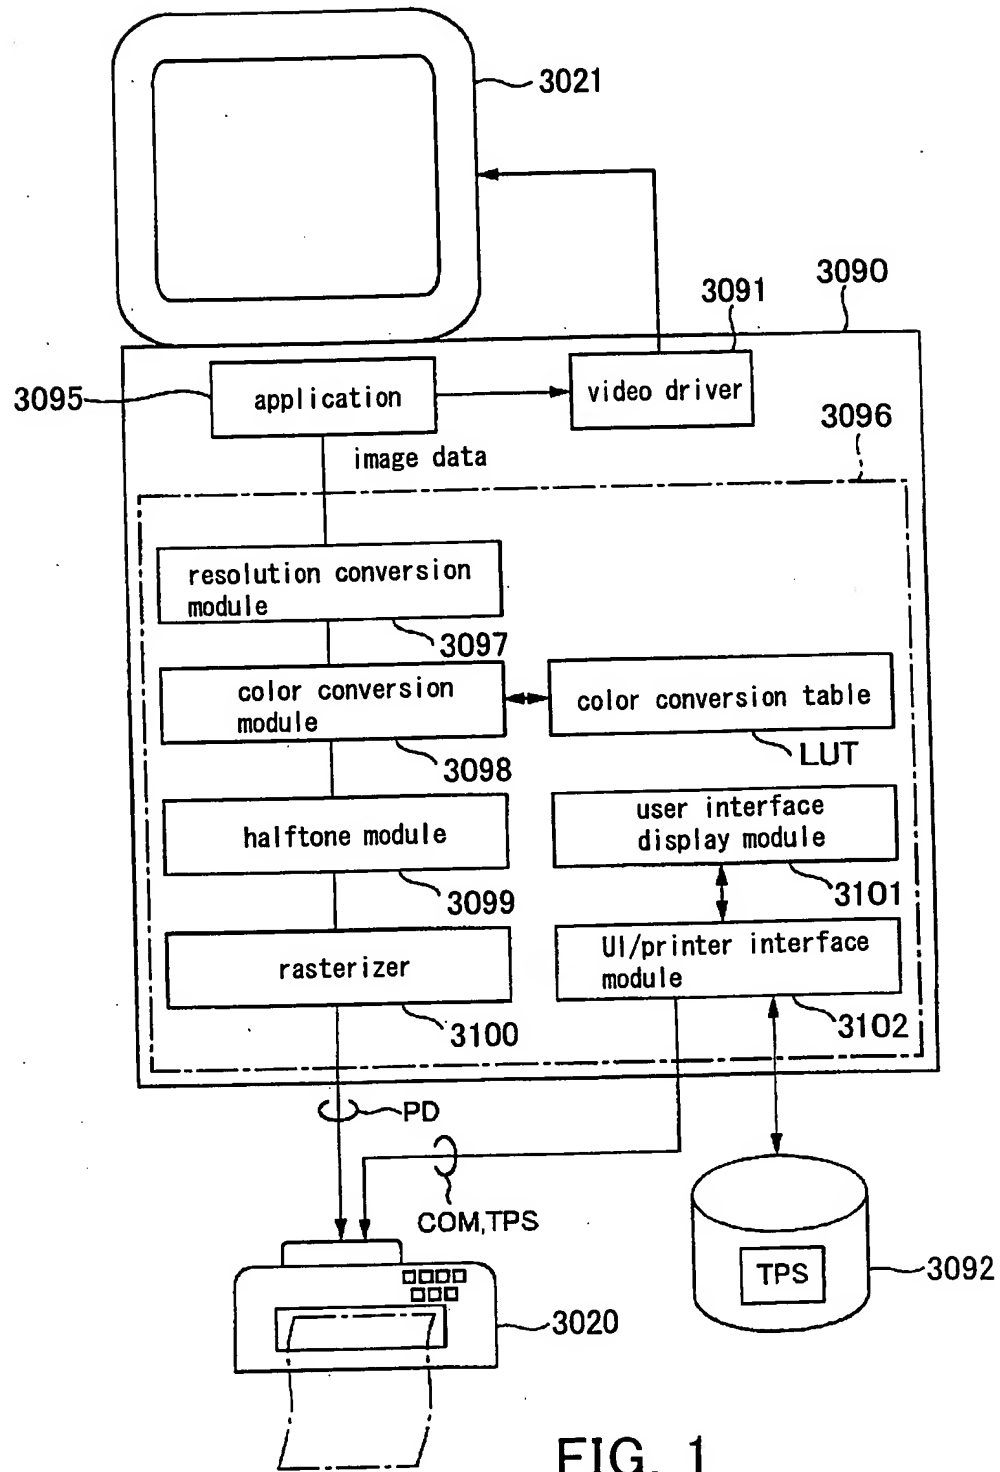 3021
3090
3091
3095
application
video driver
3096
image data
resolution conversion
module
3097
color conversion
module
color conversion table
3098
LUT
halftone module
user interface
display module
3099
3101
rasterizer
UI/printer interface
module
3100
3102
PD
COM,TPS
TPS
3092
3020
FIG. 1